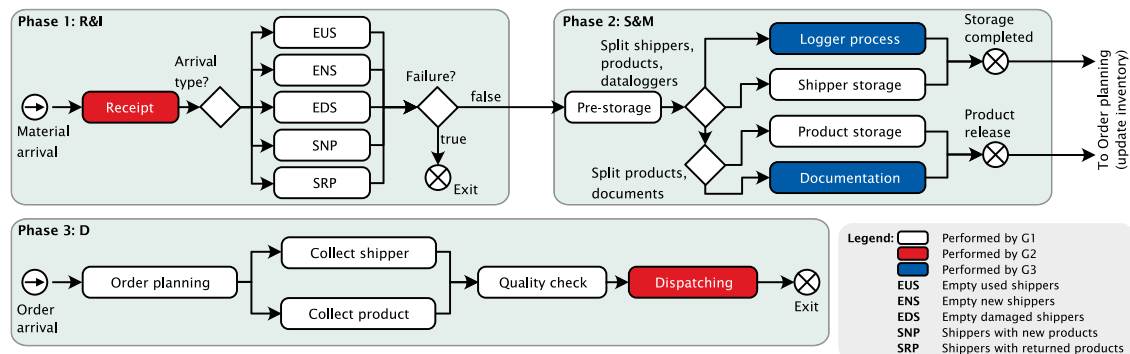 Phase 1: R&I
Arrival
type?
Material
arrival
Receipt
EUS
ENS
EDS
SNP
SRP
Failure?
false
true
Exit
Phase 2: S&M
Pre-storage
Split shippers,
products,
dataloggers
Split products,
documents
Logger process
Shipper storage
Product storage
Documentation
Storage
completed
Product
release
To Order planning
(update inventory)
Phase 3: D
Order
arrival
Order planning
Collect shipper
Collect product
Quality check
Dispatching
Exit
Legend:
Performed by G1
Performed by G2
Performed by G3
EUS Empty used shippers
ENS Empty new shippers
EDS Empty damaged shippers
SNP Shippers with new products
SRP Shippers with returned products